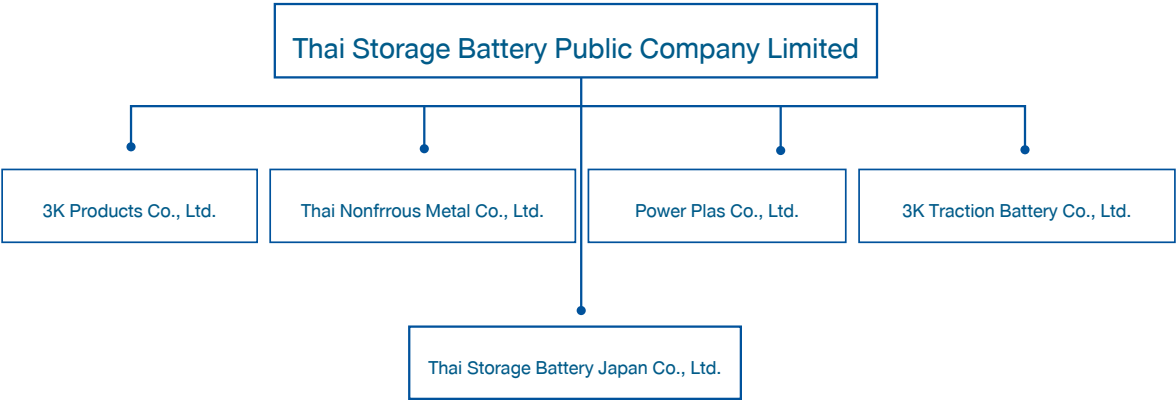 Thai Storage Battery Public Company Limited
3K Products Co., Ltd.
Thai Nonfrrous Metal Co., Ltd.
Power Plas Co., Ltd.
3K Traction Battery Co., Ltd.
Thai Storage Battery Japan Co., Ltd.